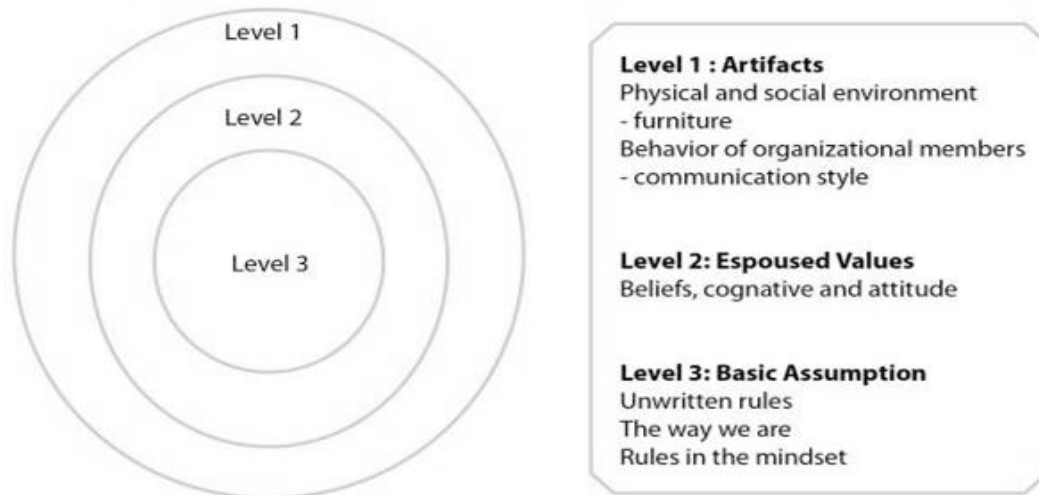 Level 1
Level 2
Level 3
Level 1 : Artifacts
Physical and social environment
- furniture
Behavior of organizational members
- communication style
Level 2: Espoused Values
Beliefs, cognative and attitude
Level 3: Basic Assumption
Unwritten rules
The way we are
Rules in the mindset